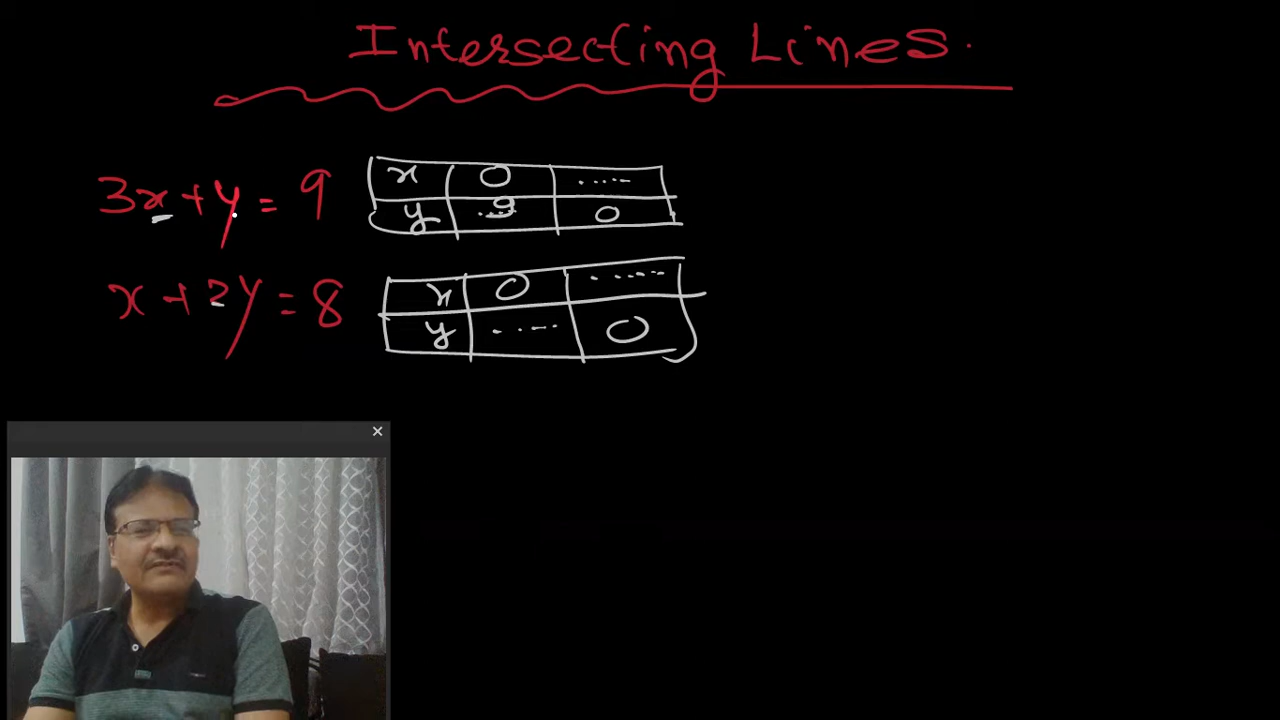 Intersecting Lines.
3x + y = 9
x 0 .....
y ..... 9 0
x + 2y = 8
x 0 ......
y ...... 0